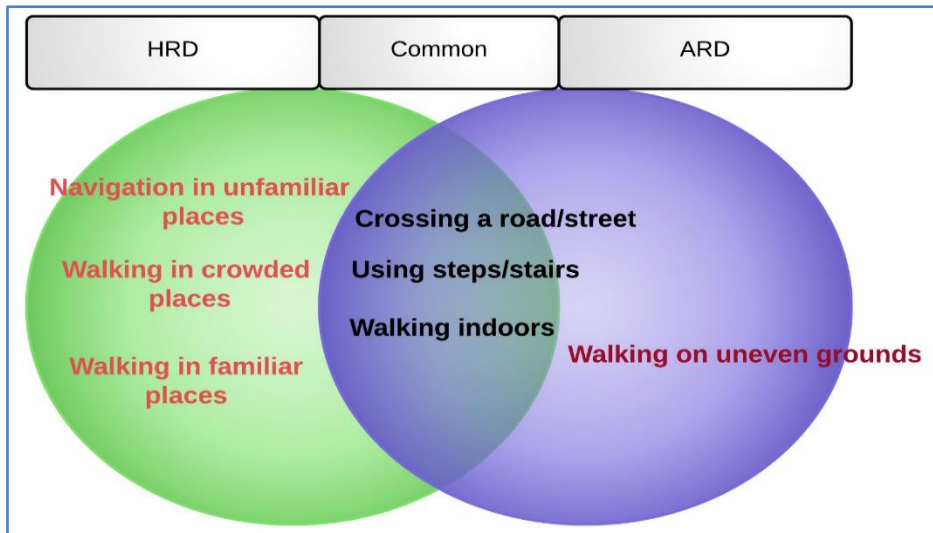 HRD
Common
ARD
Navigation in unfamiliar
places
Walking in crowded
places
Walking in familiar
places
Crossing a road/street
Using steps/stairs
Walking indoors
Walking on uneven grounds